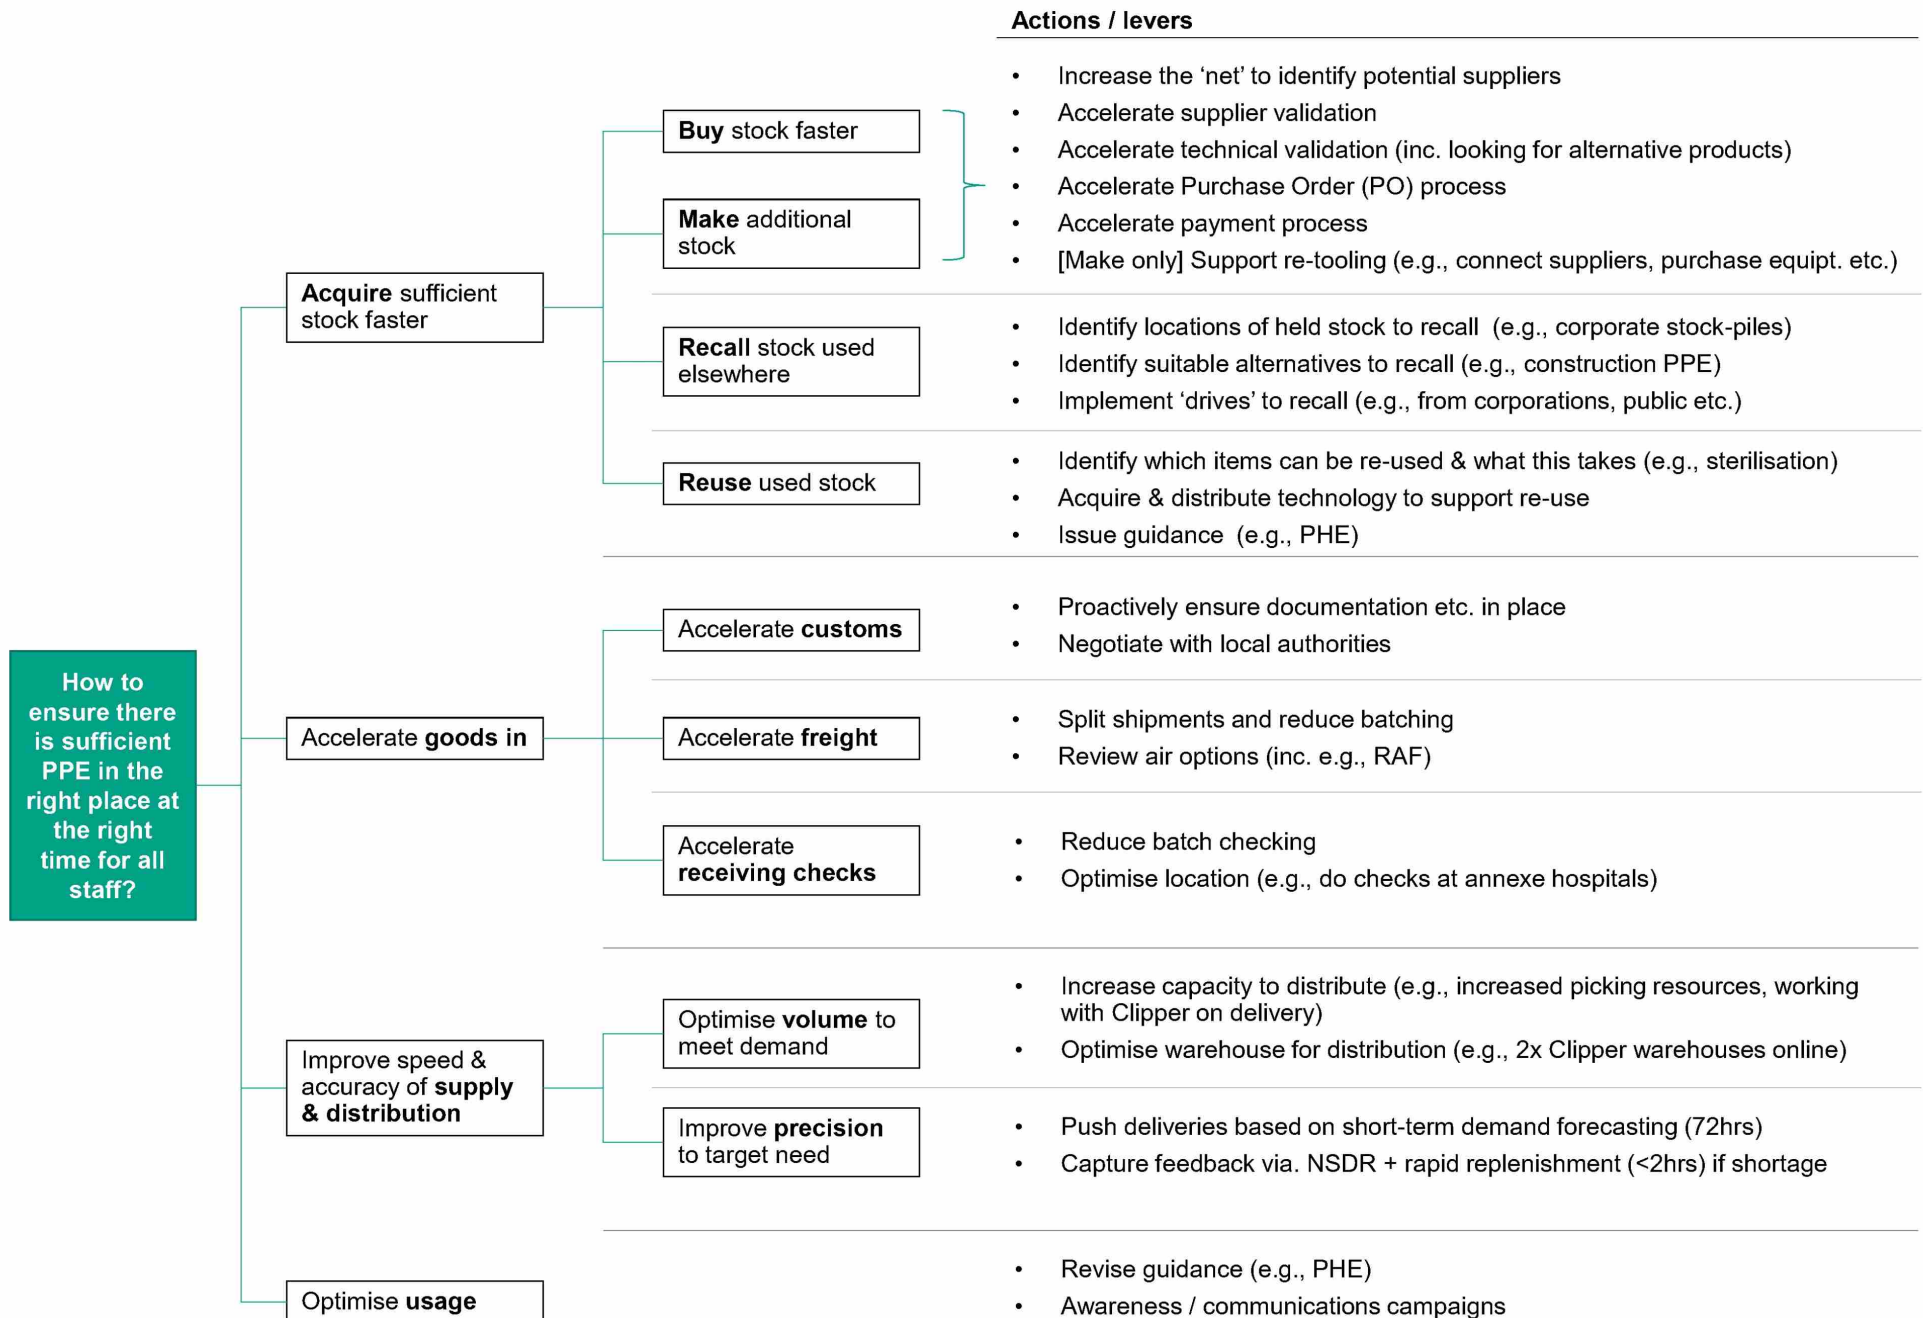 Actions / levers
• Increase the ‘net’ to identify potential suppliers
• Accelerate supplier validation
• Accelerate technical validation (inc. looking for alternative products)
• Accelerate Purchase Order (PO) process
• Accelerate payment process
• [Make only] Support re-tooling (e.g., connect suppliers, purchase equipt. etc.)
Buy stock faster
Make additional
stock
Acquire sufficient
stock faster
Recall stock used
elsewhere
• Identify locations of held stock to recall (e.g., corporate stock-piles)
• Identify suitable alternatives to recall (e.g., construction PPE)
• Implement ‘drives’ to recall (e.g., from corporations, public etc.)
Reuse used stock
• Identify which items can be re-used & what this takes (e.g., sterilisation)
• Acquire & distribute technology to support re-use
• Issue guidance (e.g., PHE)
How to
ensure there
is sufficient
PPE in the
right place at
the right
time for all
staff?
Accelerate goods in
Accelerate customs
• Proactively ensure documentation etc. in place
• Negotiate with local authorities
Accelerate freight
• Split shipments and reduce batching
• Review air options (inc. e.g., RAF)
Accelerate
receiving checks
• Reduce batch checking
• Optimise location (e.g., do checks at annexe hospitals)
Improve speed &
accuracy of supply
& distribution
Optimise volume to
meet demand
• Increase capacity to distribute (e.g., increased picking resources, working
with Clipper on delivery)
• Optimise warehouse for distribution (e.g., 2x Clipper warehouses online)
Improve precision
to target need
• Push deliveries based on short-term demand forecasting (72hrs)
• Capture feedback via. NSDR + rapid replenishment (<2hrs) if shortage
Optimise usage
• Revise guidance (e.g., PHE)
• Awareness / communications campaigns